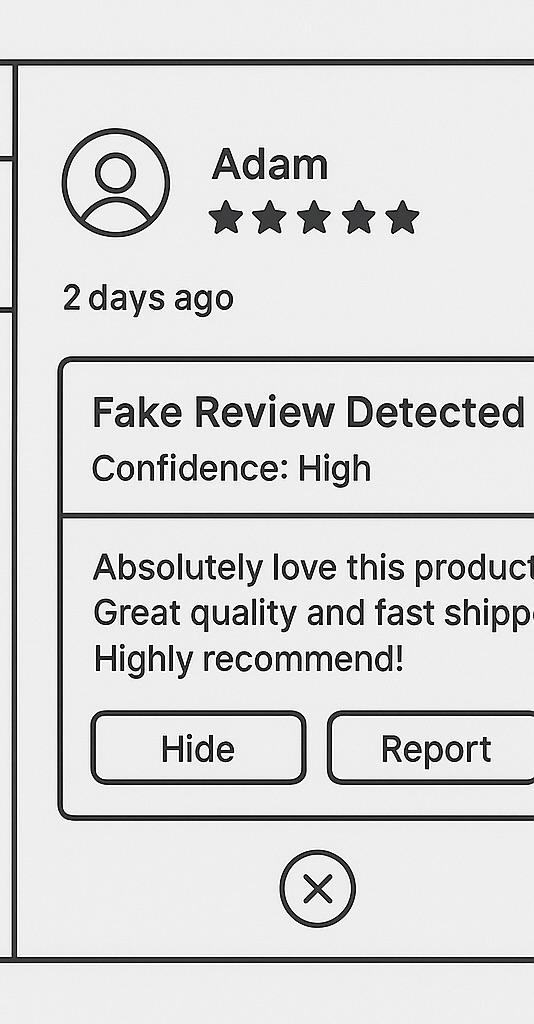 Adam
2 days ago
Fake Review Detected
Confidence: High
Absolutely love this product
Great quality and fast
Highly recommend!
Hide
Report